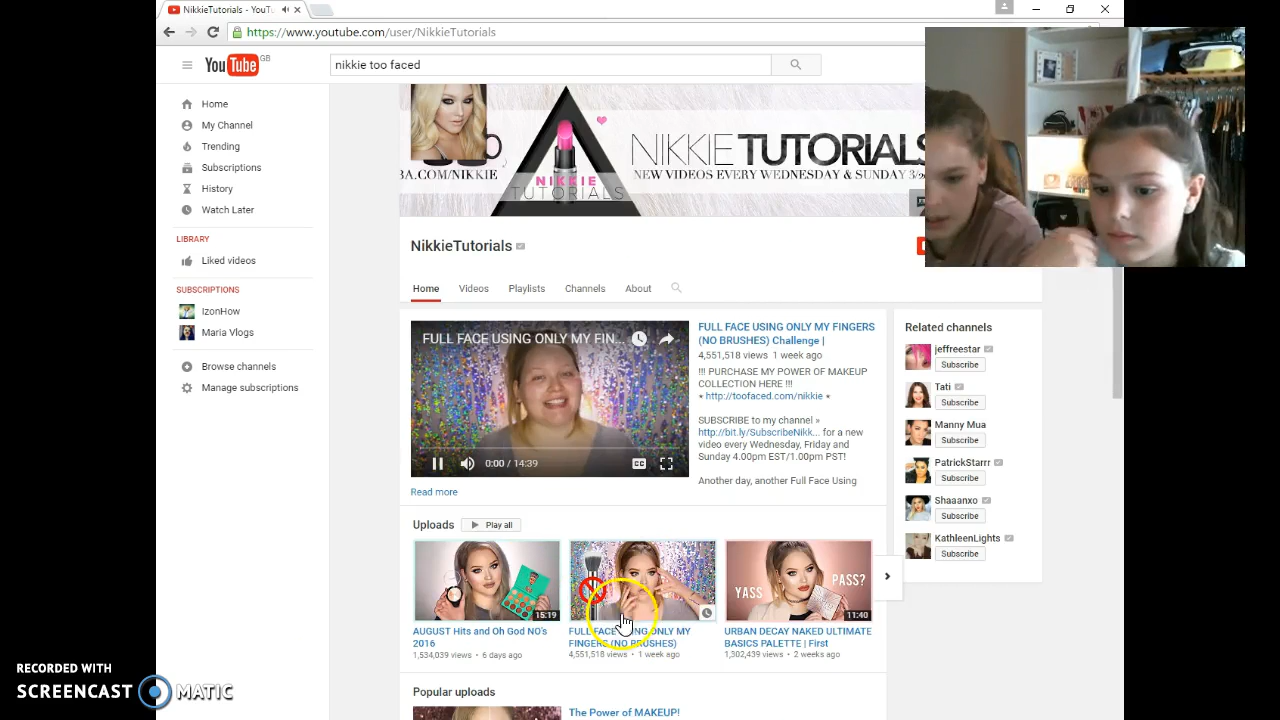 NikkieTutorials - YouTu
https://www.youtube.com/user/NikkieTutorials
YouTube GB
nikkie too faced
Home
My Channel
Trending
Subscriptions
History
Watch Later
LIBRARY
Liked videos
SUBSCRIPTIONS
IzonHow
Maria Vlogs
Browse channels
Manage subscriptions
BA.COM/NIKKIE
NIKKIE
TUTORIALS
NIKKIETUTORIALS
NEW VIDEOS EVERY WEDNESDAY & SUNDAY 3/
NikkieTutorials
Home Videos Playlists Channels About
FULL FACE USING ONLY MY FIN...
0:00 / 14:39
CC
FULL FACE USING ONLY MY FINGERS
(NO BRUSHES) Challenge |
4,551,518 views 1 week ago
!!! PURCHASE MY POWER OF MAKEUP
COLLECTION HERE !!!
⋆ http://toofaced.com/nikkie ⋆
SUBSCRIBE to my channel »
http://bit.ly/SubscribeNikk... for a new
video every Wednesday, Friday and
Sunday 4.00pm EST/1.00pm PST!
Another day, another Full Face Using
Read more
Related channels
jeffreestar
Subscribe
Tati
Subscribe
Manny Mua
Subscribe
PatrickStarrr
Subscribe
Shaaanxo
Subscribe
KathleenLights
Subscribe
Uploads Play all
15:19
AUGUST Hits and Oh God NO's
2016
1,534,039 views • 6 days ago
FULL FACE USING ONLY MY
FINGERS (NO BRUSHES)
4,551,518 views • 1 week ago
YASS
PASS?
11:40
URBAN DECAY NAKED ULTIMATE
BASICS PALETTE | First
1,302,439 views • 2 weeks ago
Popular uploads
The Power of MAKEUP!
RECORDED WITH
SCREENCAST MATIC